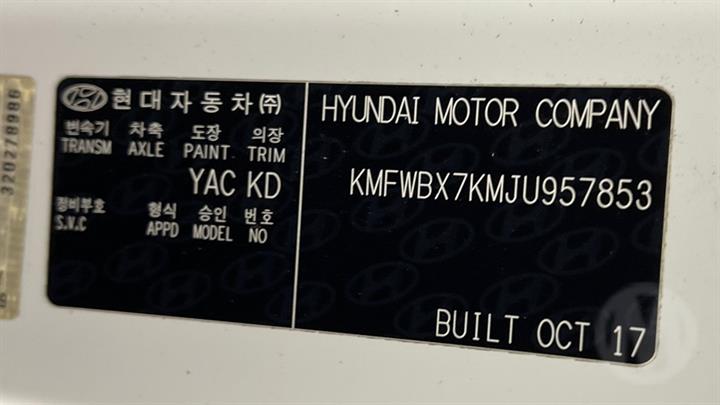 현대자동차㈜
변속기 차축 도장 의장
TRANSM AXLE PAINT TRIM
YAC KD
정비부호 형식 승인 번호
S.V.C APPD MODEL NO
HYUNDAI MOTOR COMPANY
KMFWBX7KMJU957853
BUILT OCT 17
320278986